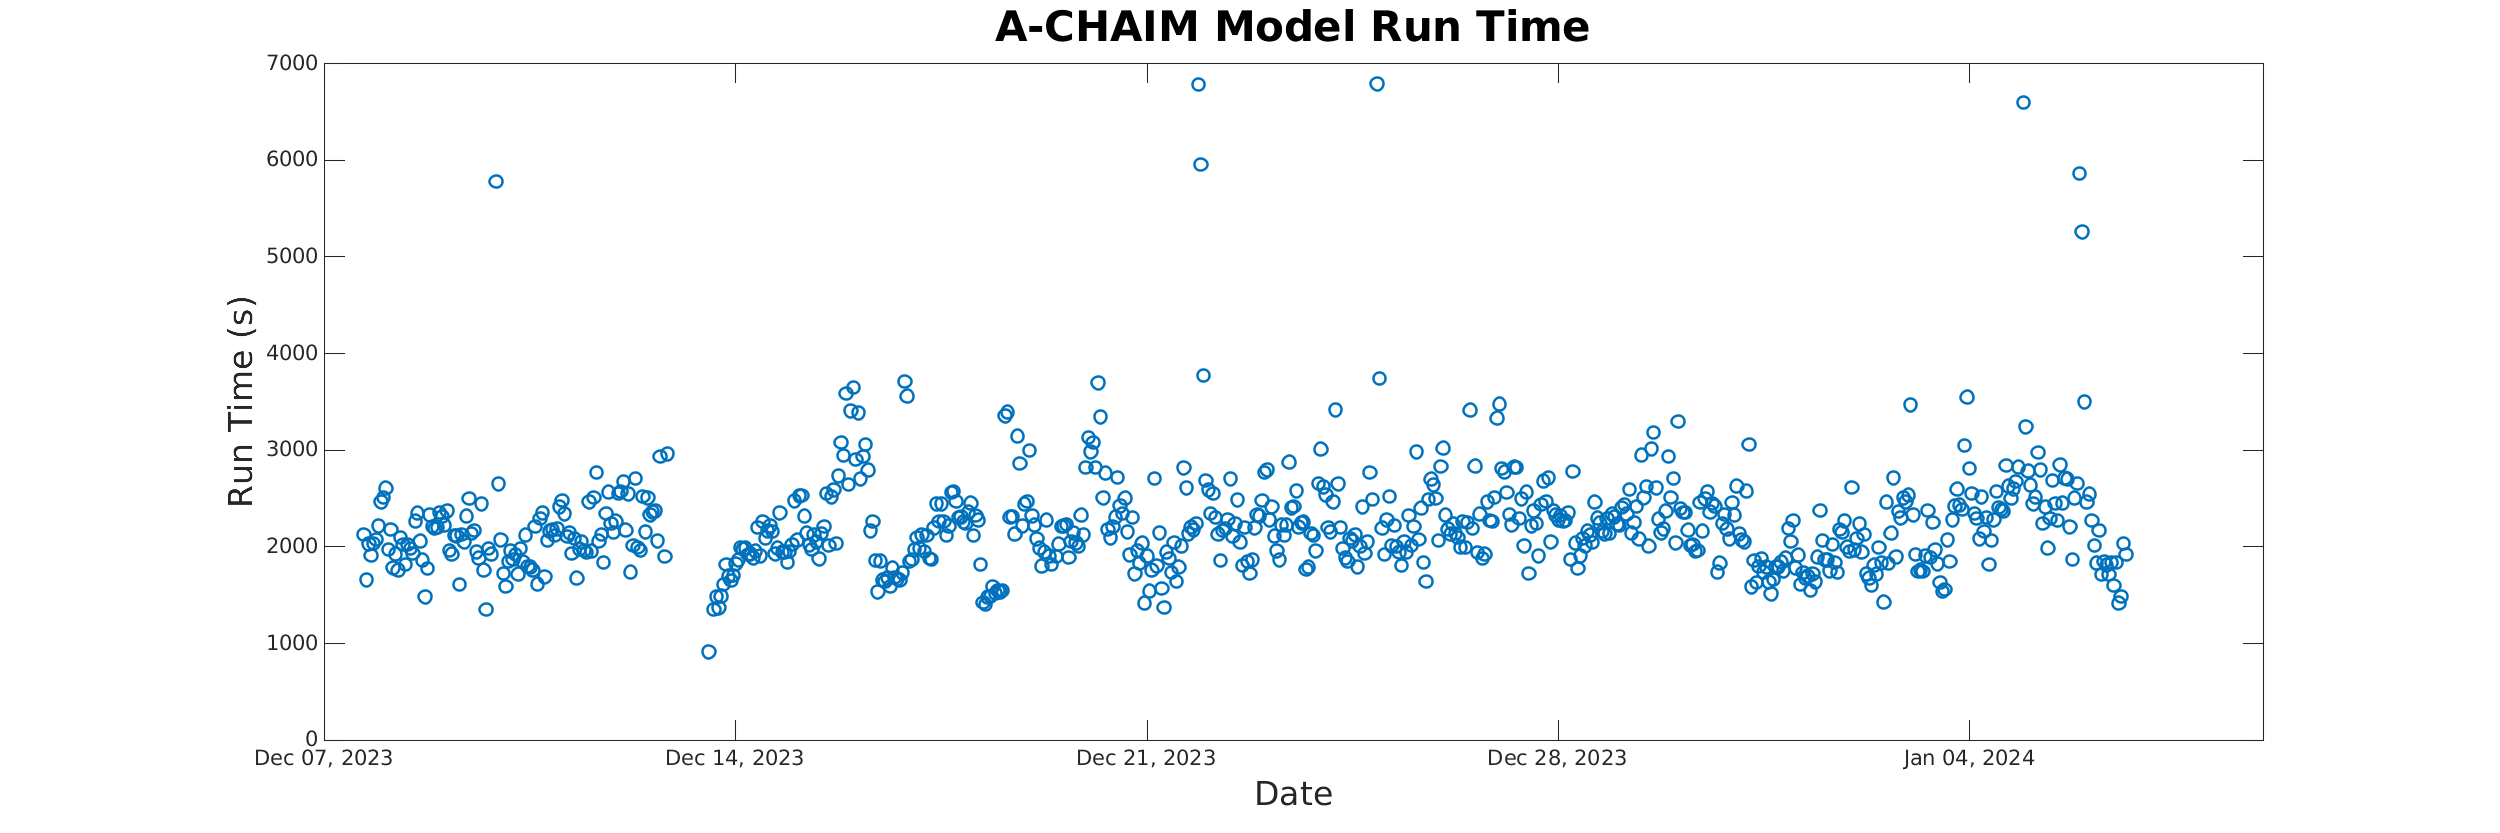 A-CHAIM Model Run Time
7000
6000
5000
4000
3000
2000
1000
0
Run Time (s)
Dec 07, 2023
Dec 14, 2023
Dec 21, 2023
Dec 28, 2023
Jan 04, 2024
Date